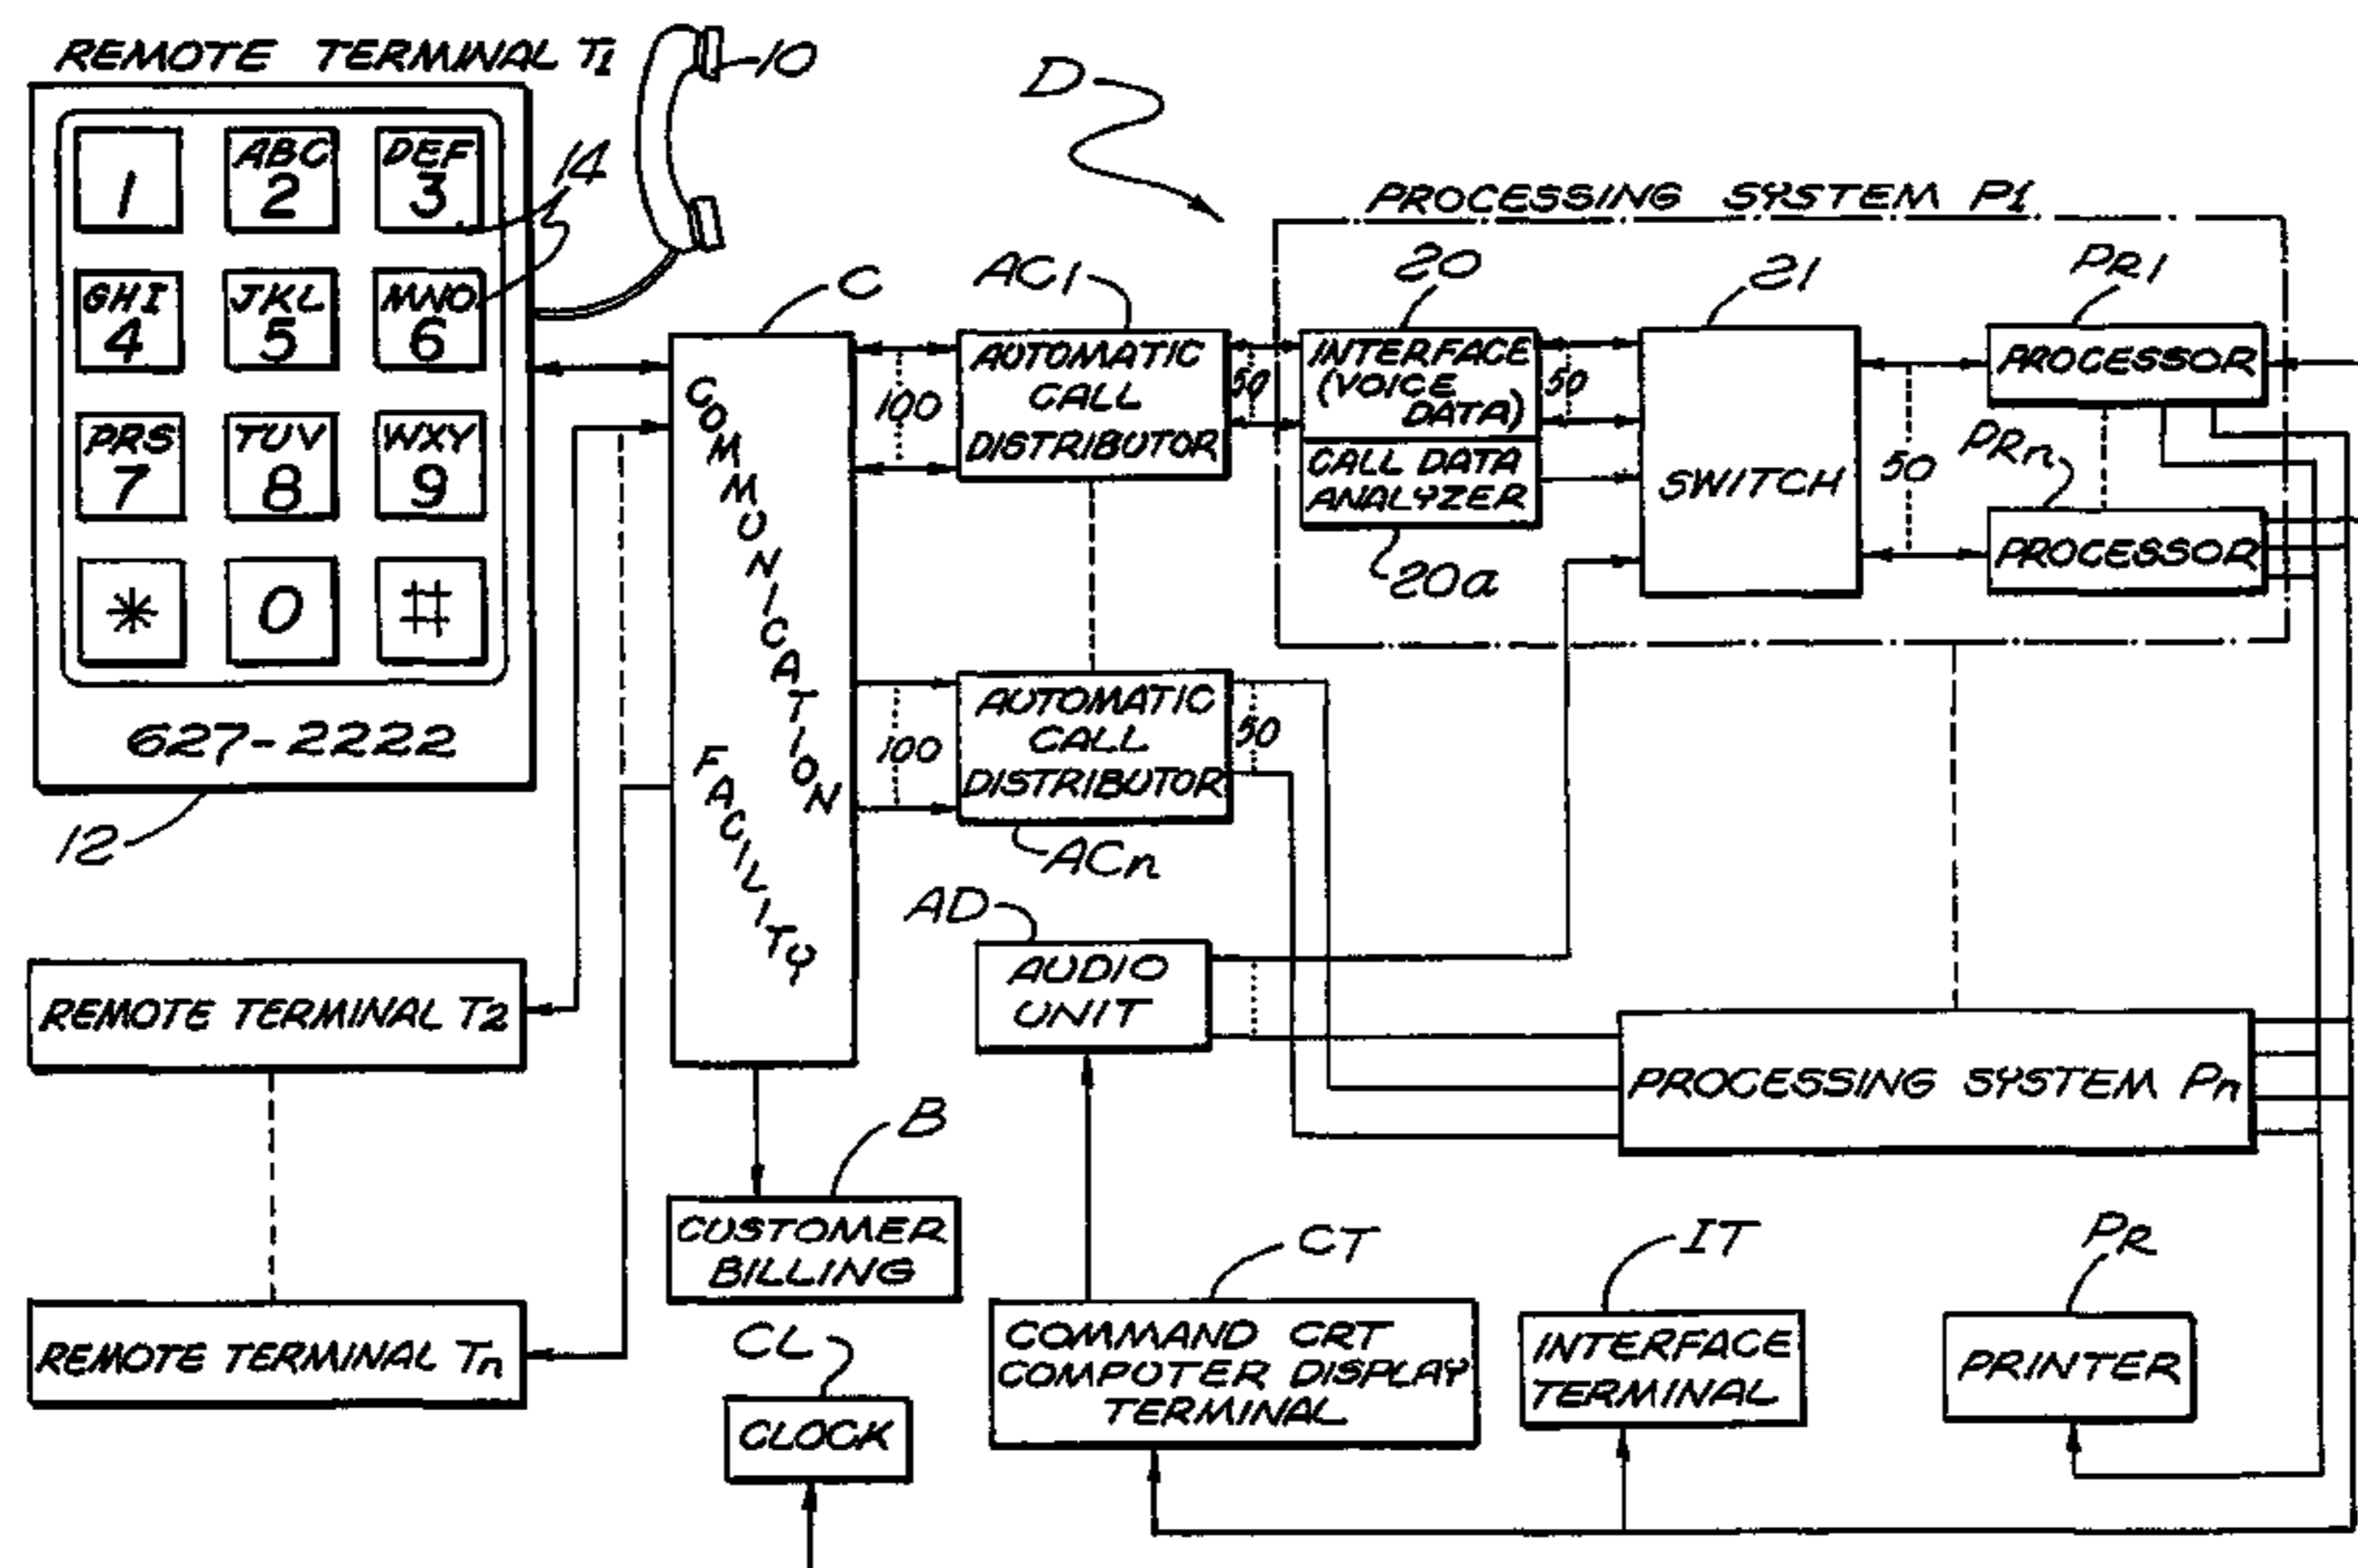 REMOTE TERMINAL T1
10
D
1
ABC
2
DEF
3
14
GHI
4
JKL
5
MNO
6
PRS
7
TUV
8
WXY
9
*
0
#
627-2222
12
C
COMMONICATION
FACILITY
AC1
100
AUTOMATIC
CALL
DISTRIBUTOR
50
PROCESSING SYSTEM P1
20
INTERFACE
(VOICE
DATA)
CALL DATA
ANALYZER
20a
50
21
SWITCH
50
PR1
PROCESSOR
PRn
PROCESSOR
100
AUTOMATIC
CALL
DISTRIBUTOR
50
ACn
AD
AUDIO
UNIT
REMOTE TERMINAL T2
PROCESSING SYSTEM Pn
B
CUSTOMER
BILLING
REMOTE TERMINAL Tn
CL
CLOCK
CT
COMMAND CRT
COMPUTER DISPLAY
TERMINAL
IT
INTERFACE
TERMINAL
PR
PRINTER